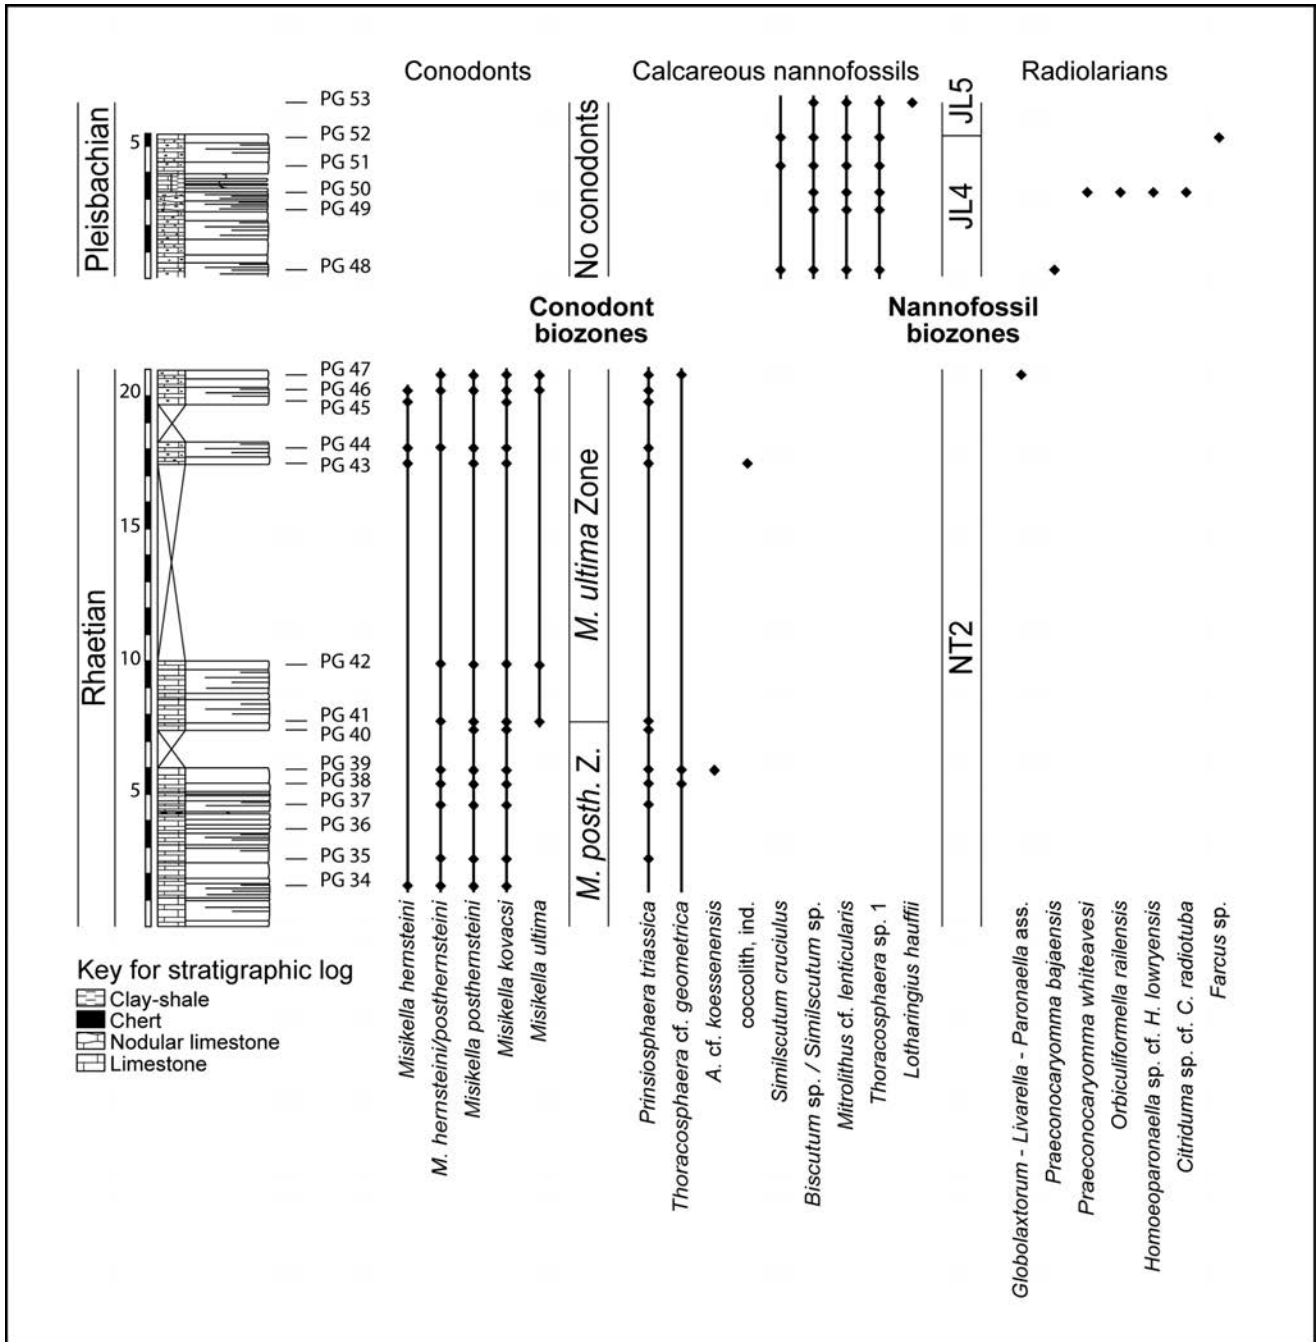 Conodonts
Calcareous nannofossils
Radiolarians
Pleisbachian
5
PG 53
PG 52
PG 51
PG 50
PG 49
PG 48
No conodonts
JL5
JL4
Conodont
biozones
Nannofossil
biozones
Rhaetian
20
15
10
5
PG 47
PG 46
PG 45
PG 44
PG 43
PG 42
PG 41
PG 40
PG 39
PG 38
PG 37
PG 36
PG 35
PG 34
M. ultima Zone
M. posth. Z.
NT2
Key for stratigraphic log
Clay-shale
Chert
Nodular limestone
Limestone
Misikella hernsteini
M. hernsteini/posthernsteini
Misikella posthernsteini
Misikella kovacsi
Misikella ultima
Prinsiosphaera triassica
Thoracosphaera cf. geometrica
A. cf. koessenensis
coccolith, ind.
Similscutum cruciulus
Biscutum sp. / Similscutum sp.
Mitrolithus cf. lenticularis
Thoracosphaera sp. 1
Lotharingius hauffii
Globolaxtorum - Livarella - Paronaella ass.
Praeconocaryomma bajaensis
Praeconocaryomma whiteavesi
Orbiculiformella railensis
Homoeoparonaella sp. cf. H. lowryensis
Citriduma sp. cf. C. radiotuba
Farcus sp.